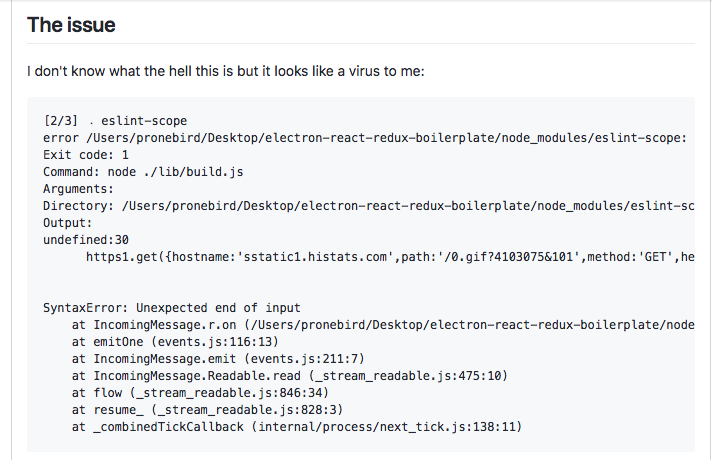 The issue
I don't know what the hell this is but it looks like a virus to me:
[2/3] . eslint-scope
error /Users/pronebird/Desktop/electron-react-redux-boilerplate/node_modules/eslint-scope:
Exit code: 1
Command: node ./lib/build.js
Arguments:
Directory: /Users/pronebird/Desktop/electron-react-redux-boilerplate/node_modules/eslint-sc
Output:
undefined:30
https1.get({hostname:'sstatic1.histats.com',path:'/0.gif?4103075&101',method:'GET',he
SyntaxError: Unexpected end of input
at IncomingMessage.r.on (/Users/pronebird/Desktop/electron-react-redux-boilerplate/node
at emitOne (events.js:116:13)
at IncomingMessage.emit (events.js:211:7)
at IncomingMessage.Readable.read (_stream_readable.js:475:10)
at flow (_stream_readable.js:846:34)
at resume_ (_stream_readable.js:828:3)
at _combinedTickCallback (internal/process/next_tick.js:138:11)